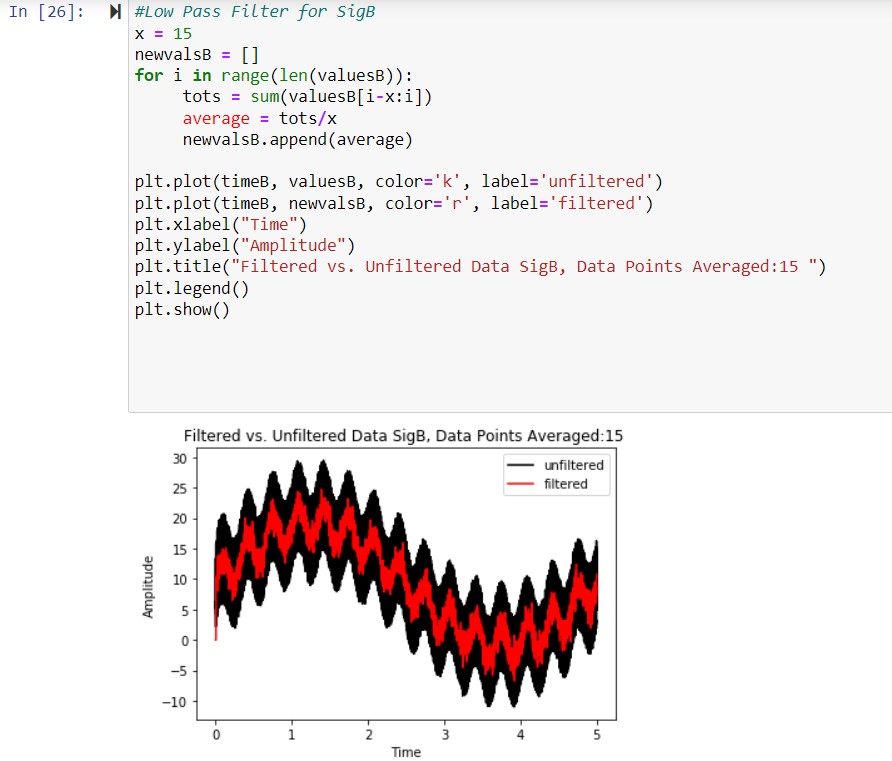 In [26]:
#Low Pass Filter for SigB
x = 15
newvalsB = []
for i in range(len(valuesB)):
     tots = sum(valuesB[i-x:i])
     average = tots/x
     newvalsB.append(average)
plt.plot(timeB, valuesB, color='k', label='unfiltered')
plt.plot(timeB, newvalsB, color='r', label='filtered')
plt.xlabel("Time")
plt.ylabel("Amplitude")
plt.title("Filtered vs. Unfiltered Data SigB, Data Points Averaged:15 ")
plt.legend()
plt.show()
Filtered vs. Unfiltered Data SigB, Data Points Averaged:15
unfiltered
filtered
30
25
20
15
10
5
0
−5
−10
Amplitude
0 1 2 3 4 5
Time